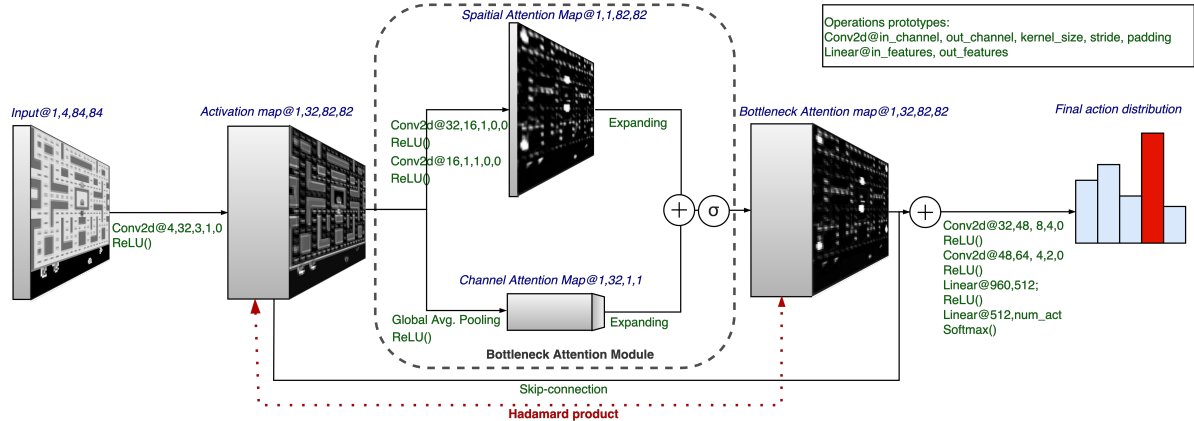 Spaitial Attention Map@1,1,82,82
Operations prototypes:
Conv2d@in_channel, out_channel, kernel_size, stride, padding
Linear@in_features, out_features
Input@1,4,84,84
Activation map@1,32,82,82
Conv2d@32,16,1,0,0
ReLU()
Conv2d@16,1,1,0,0
ReLU()
Expanding
Bottleneck Attention map@1,32,82,82
Final action distribution
Conv2d@4,32,3,1,0
ReLU()
+
σ
+
Conv2d@32,48, 8,4,0
ReLU()
Conv2d@48,64, 4,2,0
ReLU()
Linear@960,512;
ReLU()
Linear@512,num_act
Softmax()
Channel Attention Map@1,32,1,1
Global Avg. Pooling
ReLU()
Expanding
Bottleneck Attention Module
Skip-connection
Hadamard product